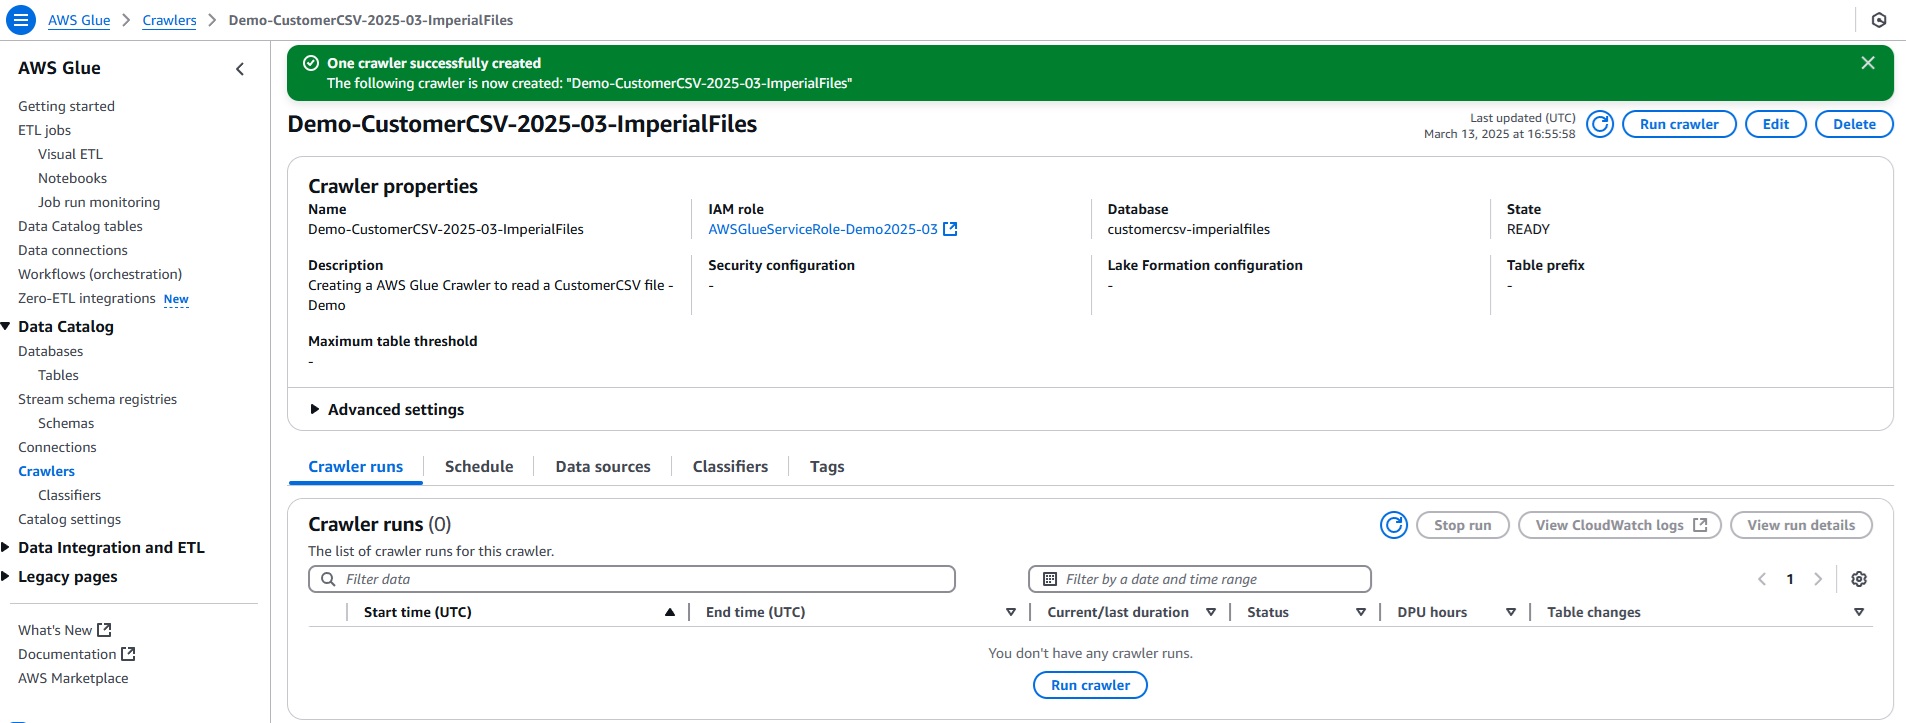 AWS Glue > Crawlers > Demo-CustomerCSV-2025-03-ImperialFiles
AWS Glue
Getting started
ETL jobs
Visual ETL
Notebooks
Job run monitoring
Data Catalog tables
Data connections
Workflows (orchestration)
Zero-ETL integrations New
Data Catalog
Databases
Tables
Stream schema registries
Schemas
Connections
Crawlers
Classifiers
Catalog settings
Data Integration and ETL
Legacy pages
What's New
Documentation
AWS Marketplace
One crawler successfully created
The following crawler is now created: "Demo-CustomerCSV-2025-03-ImperialFiles"
Demo-CustomerCSV-2025-03-ImperialFiles
Last updated (UTC)
March 13, 2025 at 16:55:58
Run crawler Edit Delete
Crawler properties
Name
Demo-CustomerCSV-2025-03-ImperialFiles
IAM role
AWSGlueServiceRole-Demo2025-03
Database
customercsv-imperialfiles
State
READY
Description
Creating a AWS Glue Crawler to read a CustomerCSV file -
Demo
Security configuration
-
Lake Formation configuration
-
Table prefix
-
Maximum table threshold
-
Advanced settings
Crawler runs Schedule Data sources Classifiers Tags
Crawler runs (0)
Stop run View CloudWatch logs View run details
The list of crawler runs for this crawler.
Filter data Filter by a date and time range 1
Start time (UTC) End time (UTC) Current/last duration Status DPU hours Table changes
You don't have any crawler runs.
Run crawler